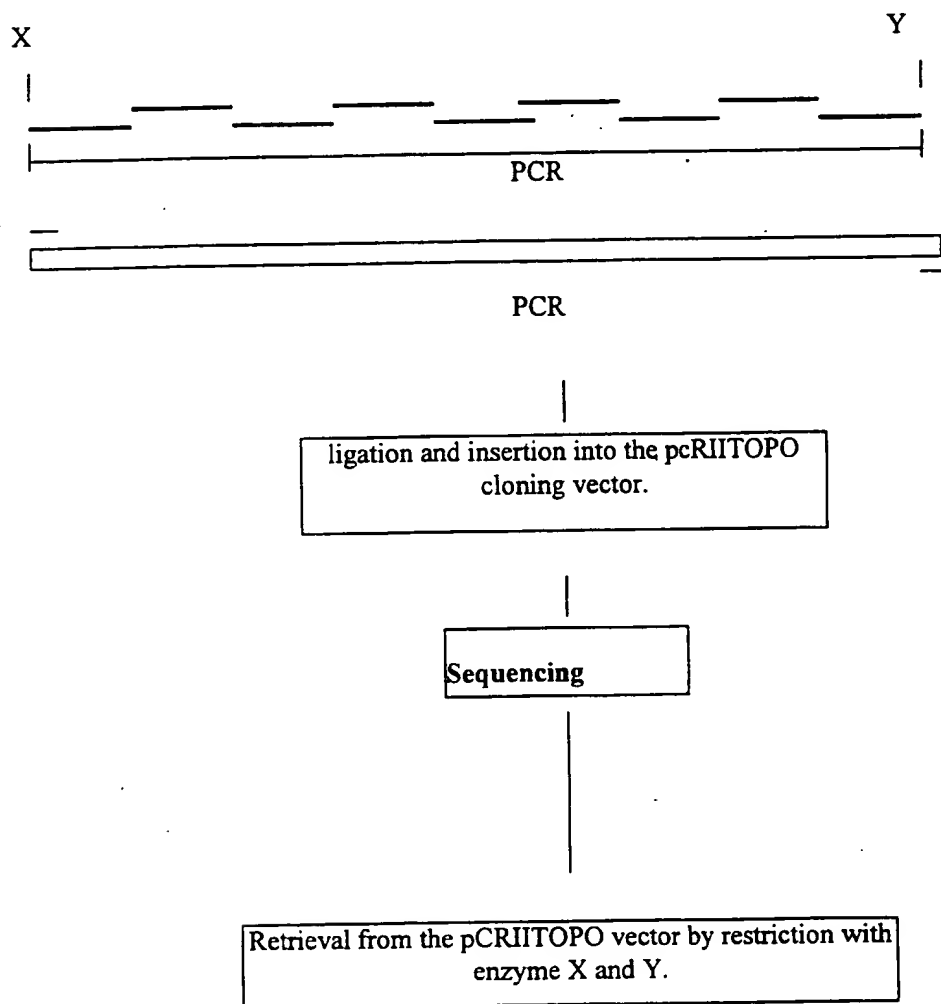 X
Y
PCR
PCR
ligation and insertion into the pcRIITOPO
cloning vector.
Sequencing
Retrieval from the pCRIITOPO vector by restriction with
enzyme X and Y.